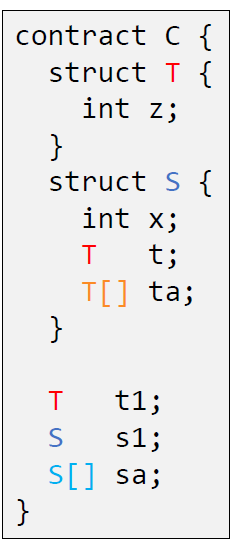 contract C {
  struct T {
    int z;
  }
  struct S {
    int x;
    T   t;
    T[] ta;
  }

  T   t1;
  S   s1;
  S[] sa;
}